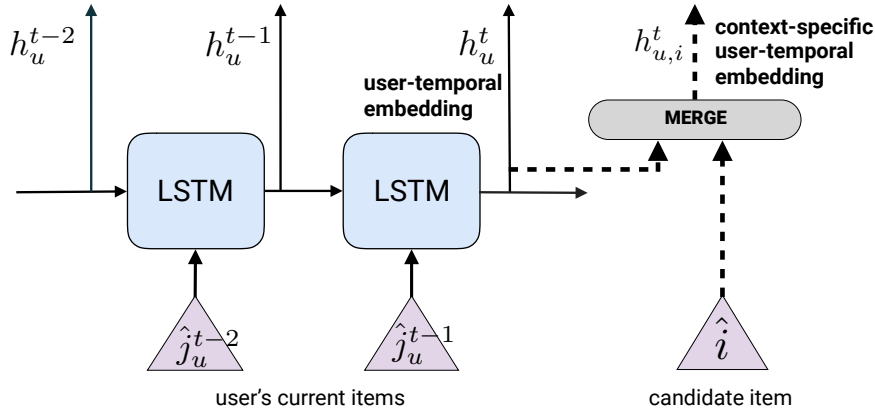 h_u^{t-2}
h_u^{t-1}
h_u^t
h_{u,i}^t
context-specific
user-temporal
embedding
user-temporal
embedding
MERGE
LSTM
LSTM
ĵ_u^{t-2}
ĵ_u^{t-1}
î
user's current items
candidate item